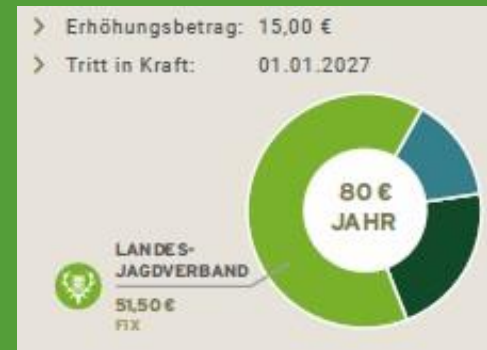 > Erhöhungsbetrag: 15,00 €
> Tritt in Kraft: 01.01.2027
80 €
JAHR
LANDES-
JAGDVERBAND
51,50 €
FIX